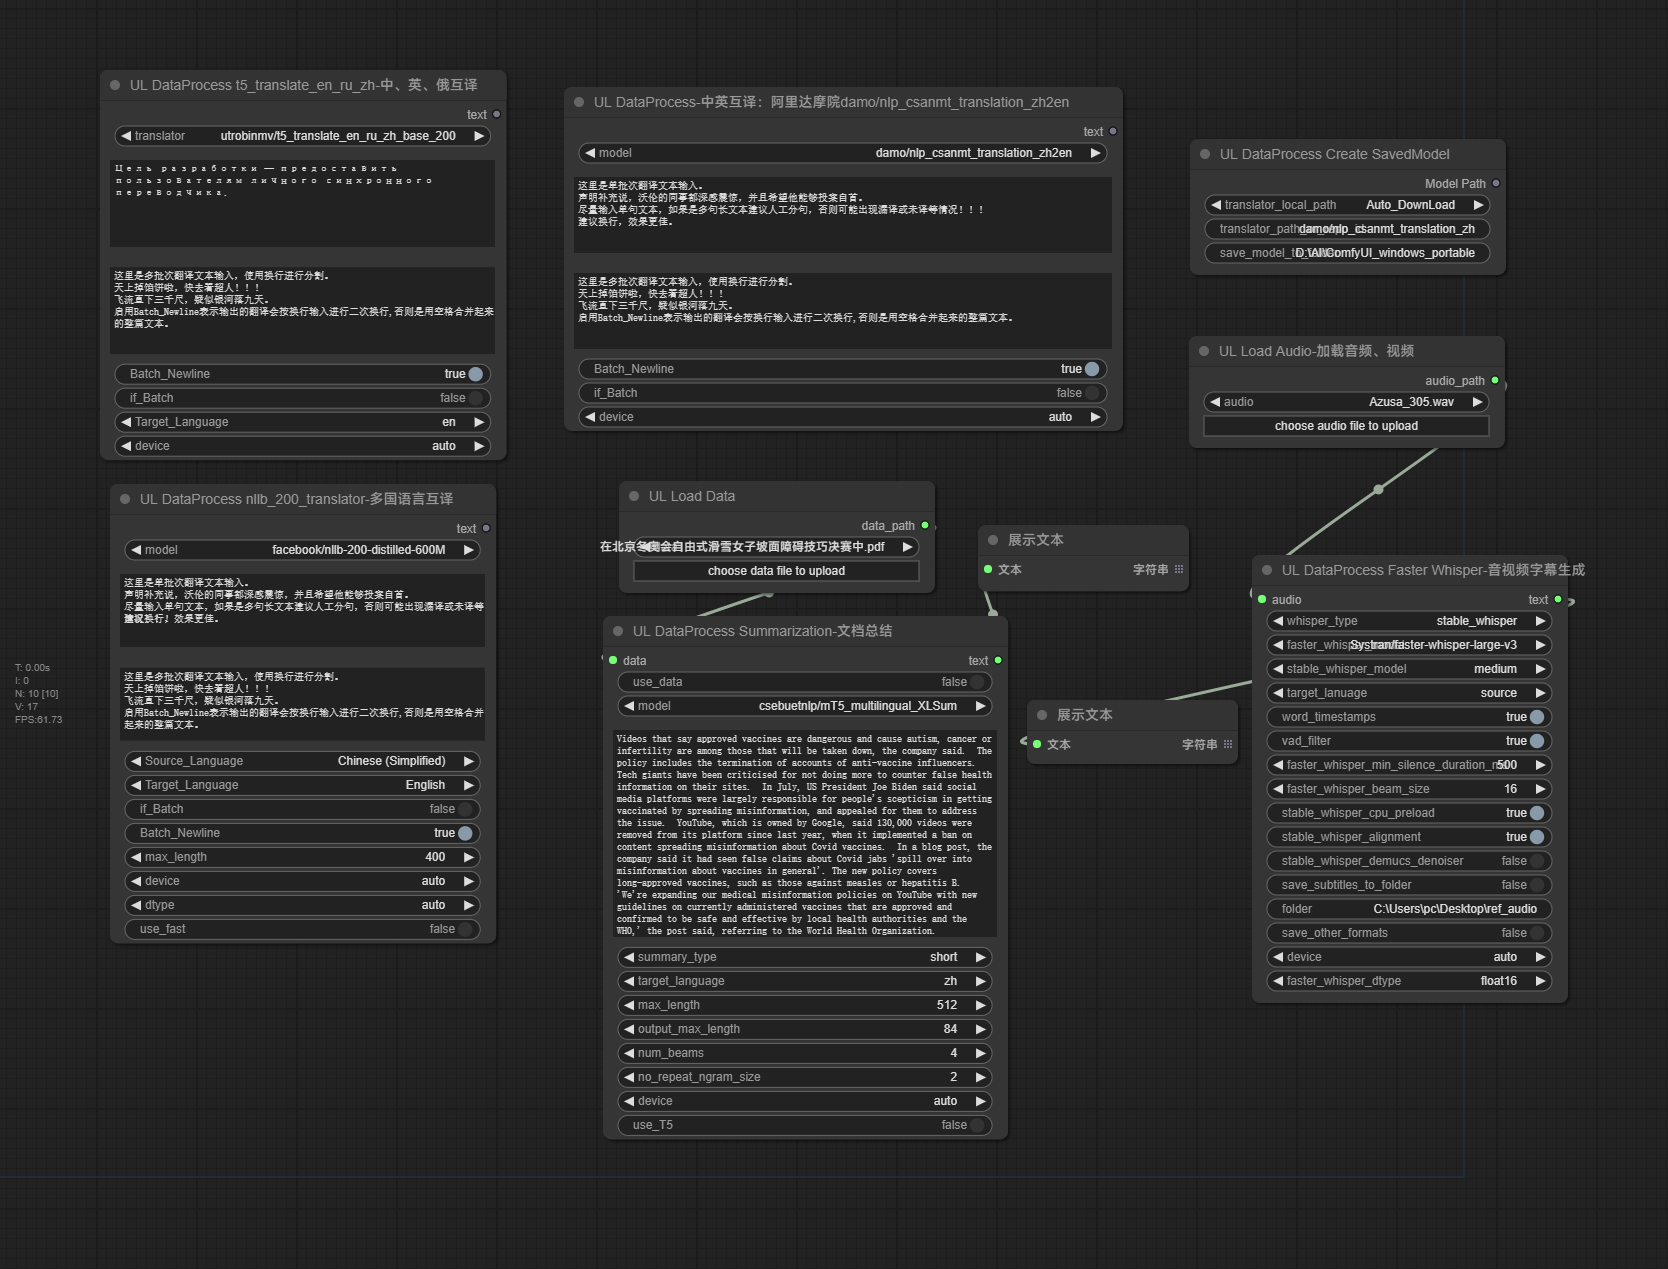 UL DataProcess t5_translate_en_ru_zh-中、英、俄互译
text
translator utrobinmv/t5_translate_en_ru_zh_base_200
Цель разработки — предоставить
пользователям личного синхронного
переводчика.
这里是多批次翻译文本输入，使用换行进行分割。
天上掉馅饼啦，快去看超人！！！
飞流直下三千尺，疑似银河落九天。
启用Batch_Newline表示输出的翻译会按换行输入进行二次换行,否则是用空格合并起来
的整篇文本。
Batch_Newline true
if_Batch false
Target_Language en
device auto
UL DataProcess-中英互译：阿里达摩院damo/nlp_csanmt_translation_zh2en
text
model damo/nlp_csanmt_translation_zh2en
这里是单批次翻译文本输入。
声明补充说，沃伦的同事都深感震惊，并且希望他能够投案自首。
尽量输入单句文本，如果是多句长文本建议人工分句，否则可能出现漏译或未译等情况！！！
建议换行，效果更佳。
这里是多批次翻译文本输入，使用换行进行分割。
天上掉馅饼啦，快去看超人！！！
飞流直下三千尺，疑似银河落九天。
启用Batch_Newline表示输出的翻译会按换行输入进行二次换行,否则是用空格合并起来的整篇文本。
Batch_Newline true
if_Batch false
device auto
UL DataProcess Create SavedModel
Model Path
translator_local_path Auto_DownLoad
damo/nlp_csanmt_translation_zh
ComfyUI_windows_portable
UL Load Audio-加载音频、视频
audio_path
audio Azusa_305.wav
choose audio file to upload
UL DataProcess nllb_200_translator-多国语言互译
text
model facebook/nllb-200-distilled-600M
这里是单批次翻译文本输入。
声明补充说，沃伦的同事都深感震惊，并且希望他能够投案自首。
尽量输入单句文本，如果是多句长文本建议人工分句，否则可能出现漏译或未译等
效果更佳。
这里是多批次翻译文本输入，使用换行进行分割。
天上掉馅饼啦，快去看超人！！！
飞流直下三千尺，疑似银河落九天。
启用Batch_Newline表示输出的翻译会按换行输入进行二次换行,否则是用空格合并
起来的整篇文本。
Source_Language Chinese (Simplified)
Target_Language English
if_Batch false
Batch_Newline true
max_length 400
device auto
dtype auto
use_fast false
T: 0.00s
I: 0
N: 10 [10]
V: 17
FPS:61.73
UL Load Data
data_path
在北京冬奥会自由式滑雪女子坡面障碍技巧决赛中.pdf
choose data file to upload
展示文本
文本 字符串
UL DataProcess Summarization-文档总结
data text
use_data false
model csebuetnlp/mT5_multilingual_XLSum
Videos that say approved vaccines are dangerous and cause autism, cancer or
infertility are among those that will be taken down, the company said.  The
policy includes the termination of accounts of anti-vaccine influencers.
Tech giants have been criticised for not doing more to counter false health
information on their sites.  In July, US President Joe Biden said social
media platforms were largely responsible for people's scepticism in getting
vaccinated by spreading misinformation, and appealed for them to address
the issue.  YouTube, which is owned by Google, said 130,000 videos were
removed from its platform since last year, when it implemented a ban on
content spreading misinformation about Covid vaccines.  In a blog post, the
company said it had seen false claims about Covid jabs 'spill over into
misinformation about vaccines in general'. The new policy covers
long-approved vaccines, such as those against measles or hepatitis B.
'We're expanding our medical misinformation policies on YouTube with new
guidelines on currently administered vaccines that are approved and
confirmed to be safe and effective by local health authorities and the
WHO,' the post said, referring to the World Health Organization.
summary_type short
target_language zh
max_length 512
output_max_length 84
num_beams 4
no_repeat_ngram_size 2
device auto
use_T5 false
展示文本
文本 字符串
UL DataProcess Faster Whisper-音视频字幕生成
audio text
whisper_type stable_whisper
Systran/faster-whisper-large-v3
stable_whisper_model medium
target_lanuage source
word_timestamps true
vad_filter true
faster_whisper_min_silence_duration_ms 500
faster_whisper_beam_size 16
stable_whisper_cpu_preload true
stable_whisper_alignment true
stable_whisper_demucs_denoiser false
save_subtitles_to_folder false
folder C:\Users\pc\Desktop\ref_audio
save_other_formats false
device auto
faster_whisper_dtype float16